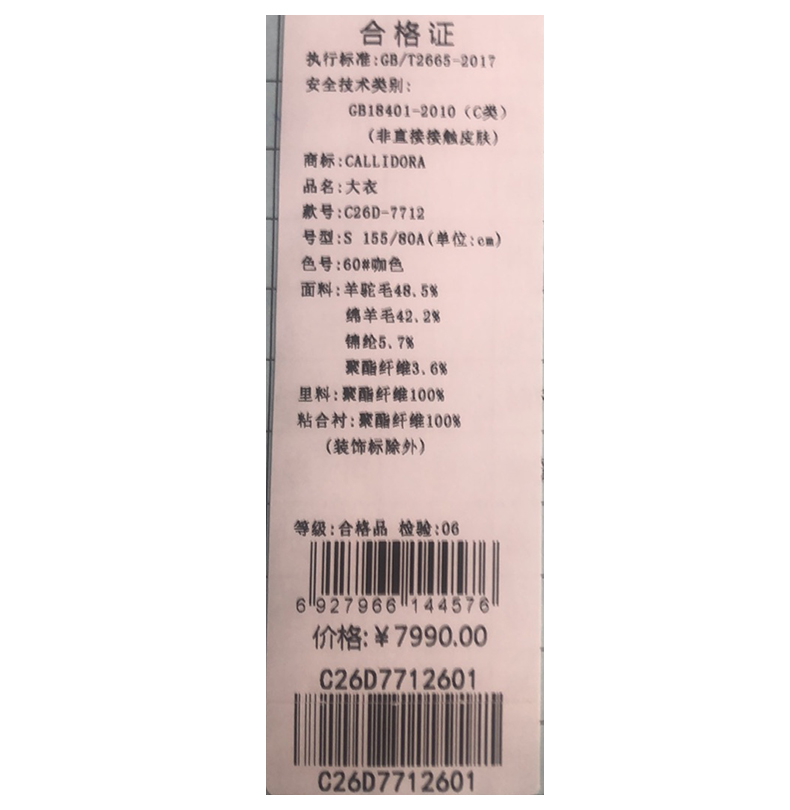 合格证
执行标准:GB/T2665-2017
安全技术类别:
GB18401-2010（C类）
(非直接接触皮肤)
商标:CALLIDORA
品名:大衣
款号:C26D-7712
号型:S 155/80A(单位:cm)
色号:60#咖色
面料:羊驼毛48.5%
绵羊毛42.2%
锦纶5.7%
聚酯纤维3.6%
里料:聚酯纤维100%
粘合衬:聚酯纤维100%
(装饰标除外)
等级:合格品 检验:06
6 927966 144576
价格:¥7990.00
C26D7712601
C26D7712601